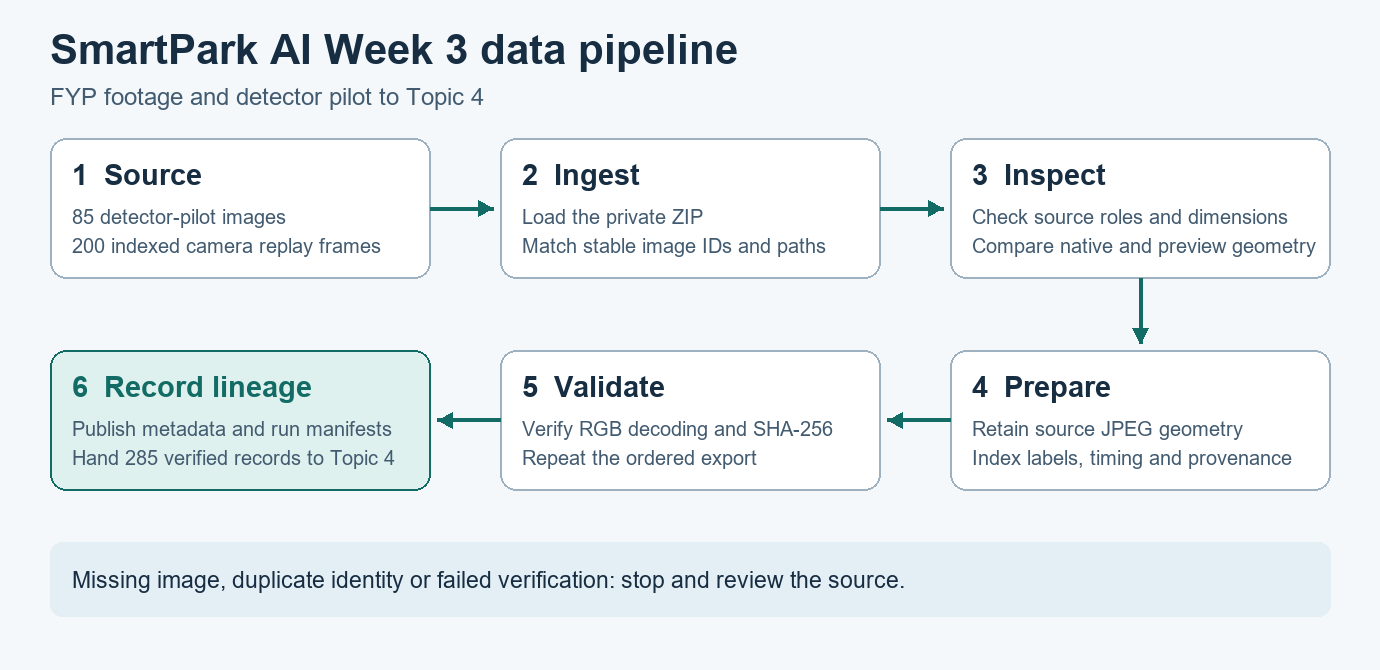 SmartPark AI Week 3 data pipeline
FYP footage and detector pilot to Topic 4
1 Source
85 detector-pilot images
200 indexed camera replay frames
2 Ingest
Load the private ZIP
Match stable image IDs and paths
3 Inspect
Check source roles and dimensions
Compare native and preview geometry
4 Prepare
Retain source JPEG geometry
Index labels, timing and provenance
5 Validate
Verify RGB decoding and SHA-256
Repeat the ordered export
6 Record lineage
Publish metadata and run manifests
Hand 285 verified records to Topic 4
Missing image, duplicate identity or failed verification: stop and review the source.